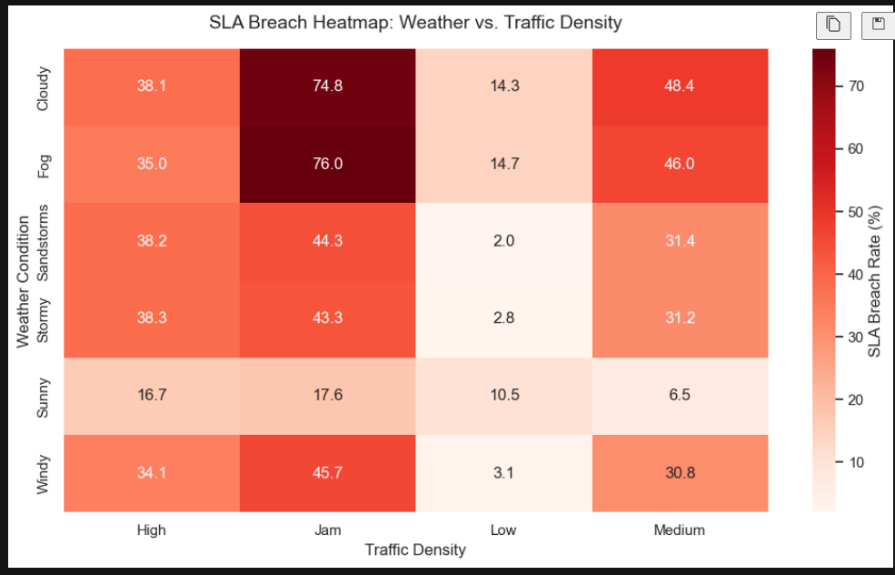 SLA Breach Heatmap: Weather vs. Traffic Density
Weather Condition
Cloudy 38.1 74.8 14.3 48.4
Fog 35.0 76.0 14.7 46.0
Sandstorms 38.2 44.3 2.0 31.4
Stormy 38.3 43.3 2.8 31.2
Sunny 16.7 17.6 10.5 6.5
Windy 34.1 45.7 3.1 30.8
High Jam Low Medium
Traffic Density
70
60
50
40
30
20
10
SLA Breach Rate (%)